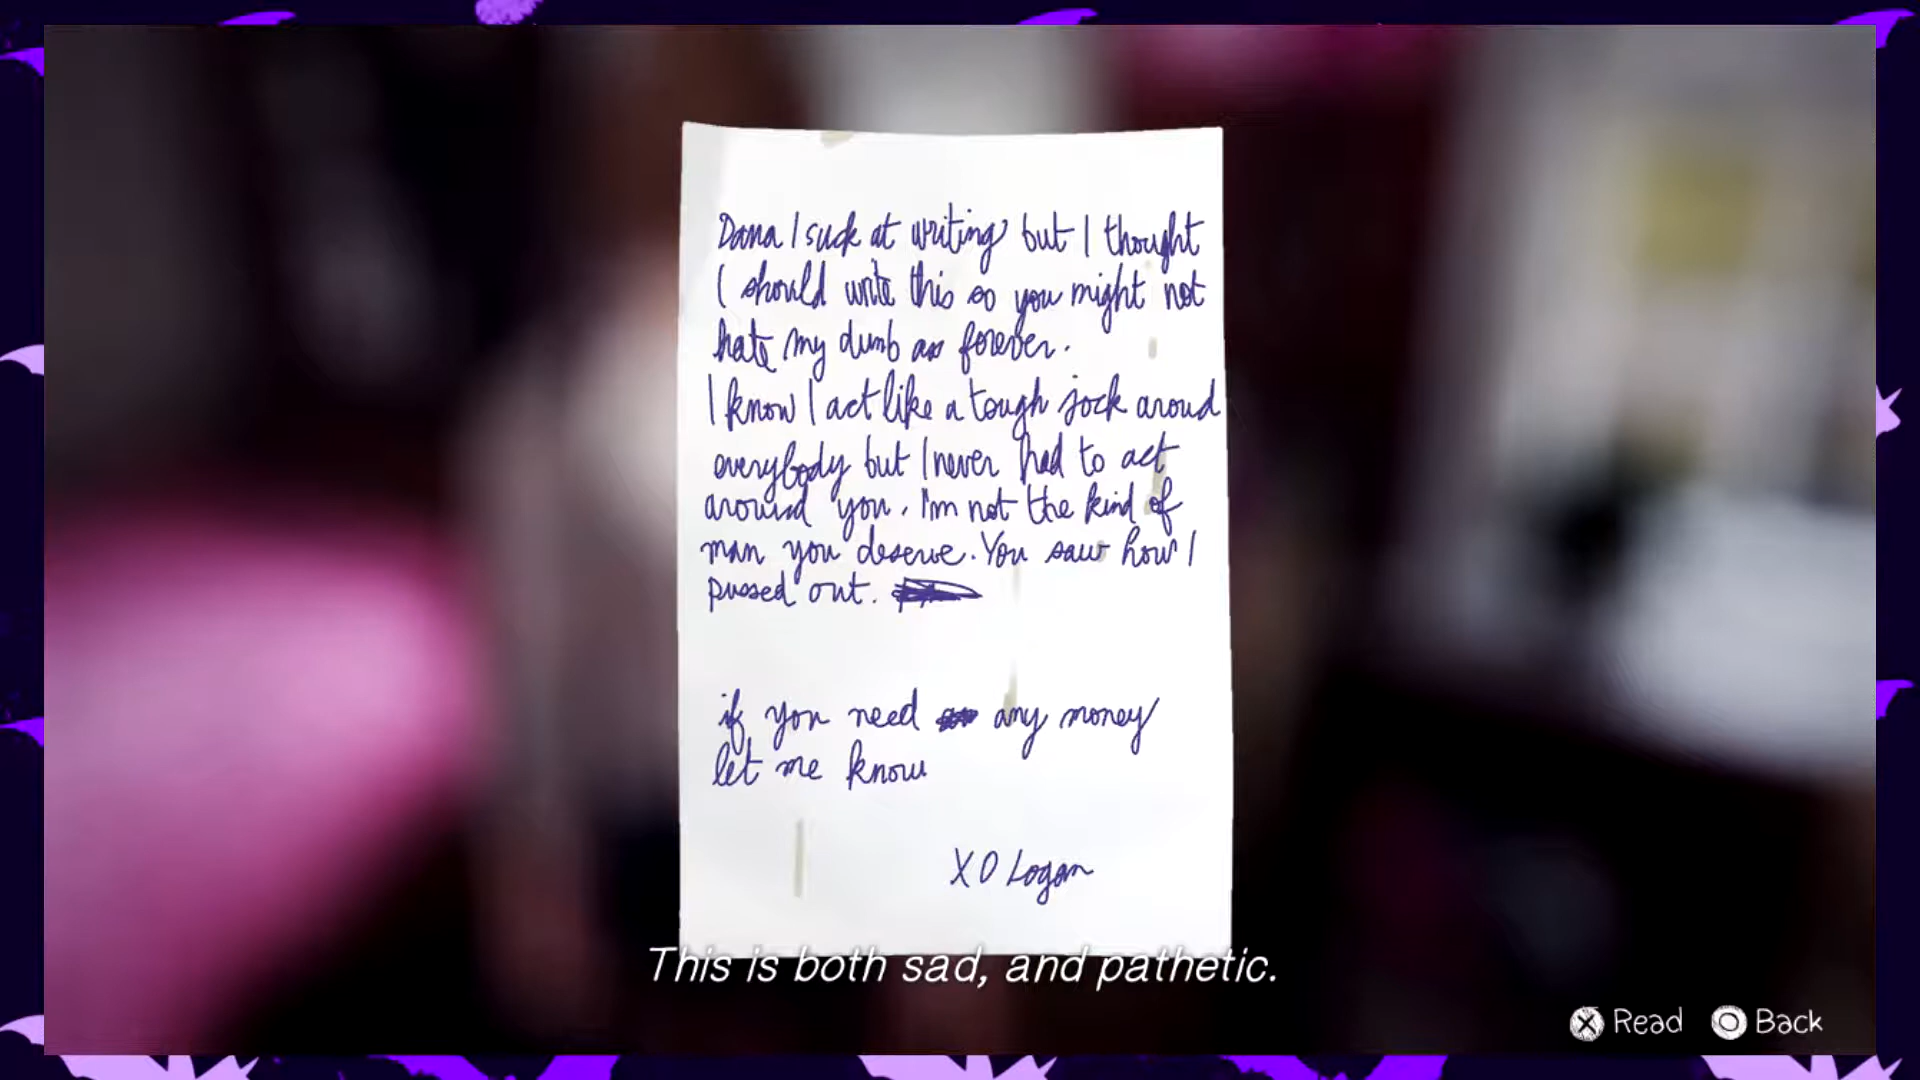 Dana I suck at writing but I thought
I should write this so you might not
hate my dumb ass forever.
I know I act like a tough jock aroud
everybody but I never had to act
around you. I'm not the kind of
man you deserve. You saw how I
pussed out.
if you need any money
let me know
XO Logan
This is both sad, and pathetic.
Read Back